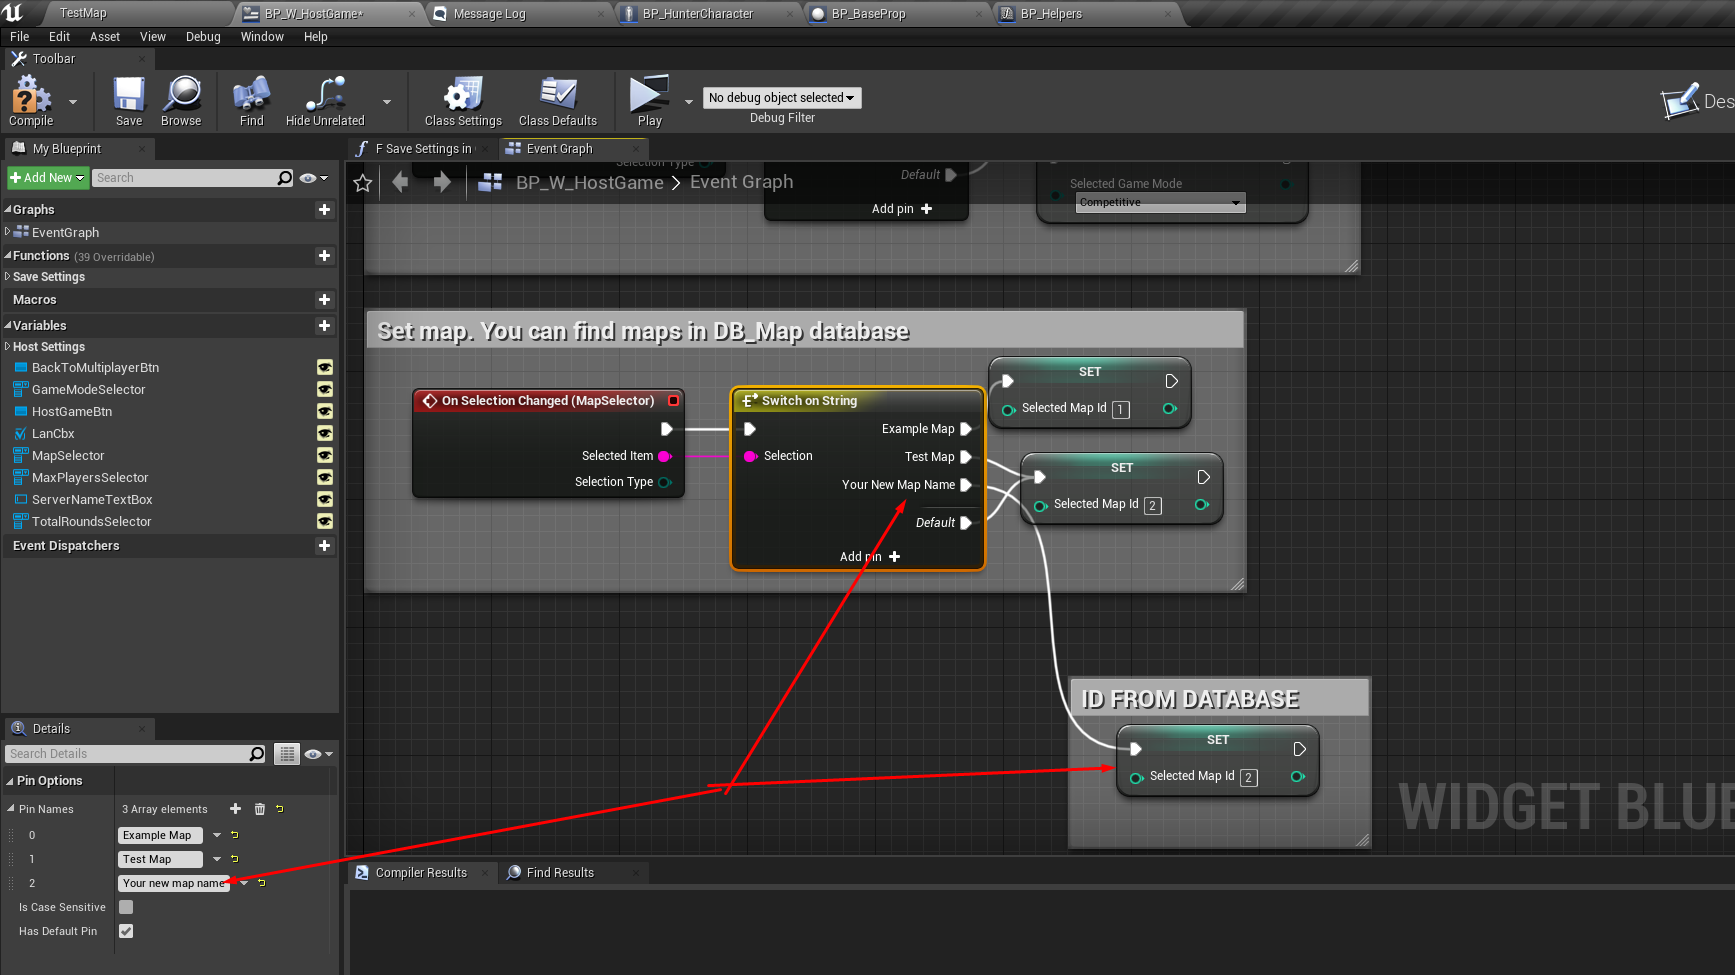 TestMap
BP_W_HostGame*
Message Log
BP_HunterCharacter
BP_BaseProp
BP_Helpers
File Edit Asset View Debug Window Help
Toolbar
Compile
Save
Browse
Find
Hide Unrelated
Class Settings
Class Defaults
Play
No debug object selected
Debug Filter
Des
My Blueprint
Add New
Search
Graphs
EventGraph
Functions (39 Overridable)
Save Settings
Macros
Variables
Host Settings
BackToMultiplayerBtn
GameModeSelector
HostGameBtn
LanCbx
MapSelector
MaxPlayersSelector
ServerNameTextBox
TotalRoundsSelector
Event Dispatchers
F Save Settings in
Event Graph
Selection Type
BP_W_HostGame > Event Graph
Default
Add pin
Selected Game Mode
Competitive
Set map. You can find maps in DB_Map database
On Selection Changed (MapSelector)
Selected Item
Selection Type
Switch on String
Selection
Example Map
Test Map
Your New Map Name
Default
Add pin
SET
Selected Map Id 1
SET
Selected Map Id 2
ID FROM DATABASE
SET
Selected Map Id 2
WIDGET BLUE
Details
Search Details
Pin Options
Pin Names 3 Array elements
0 Example Map
1 Test Map
2 Your new map name
Is Case Sensitive
Has Default Pin
Compiler Results
Find Results